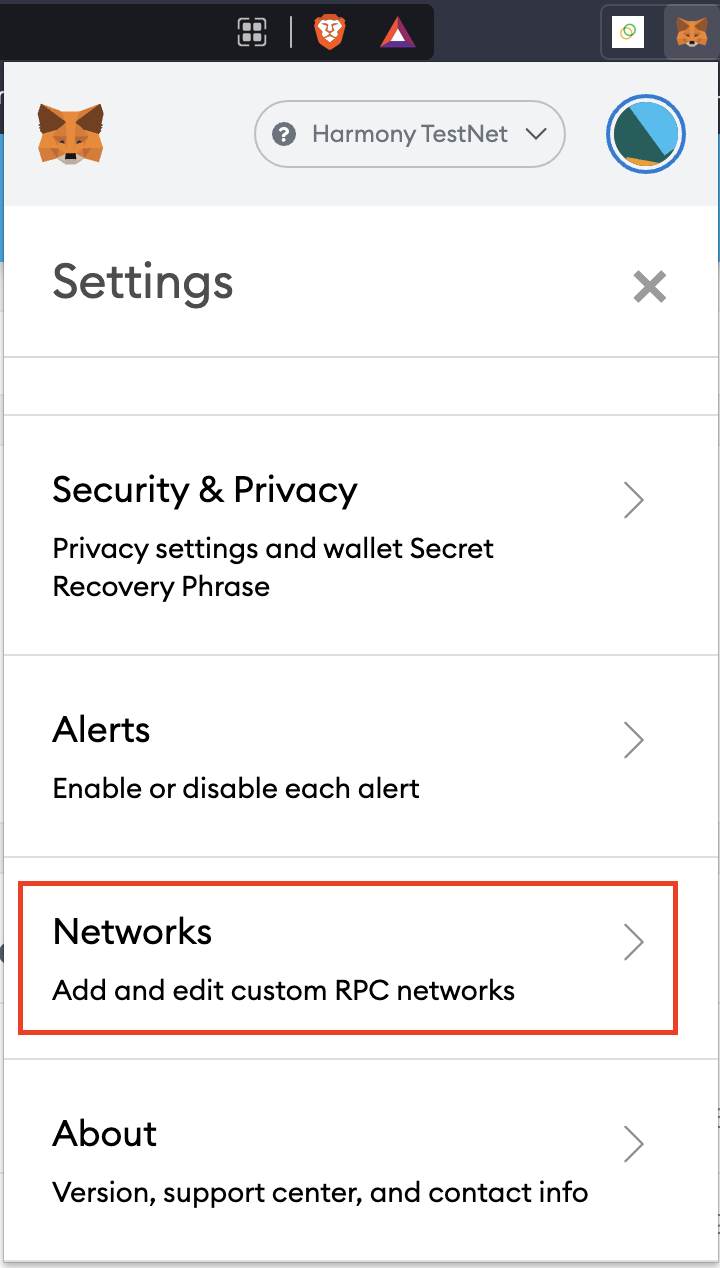 Harmony TestNet
Settings
Security & Privacy
Privacy settings and wallet Secret
Recovery Phrase
Alerts
Enable or disable each alert
Networks
Add and edit custom RPC networks
About
Version, support center, and contact info